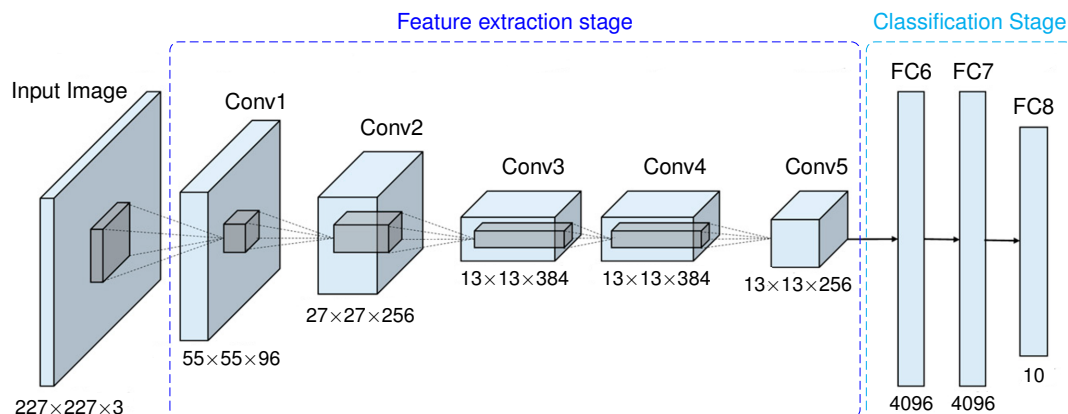 Feature extraction stage
Classification Stage
Input Image
Conv1
Conv2
Conv3
Conv4
Conv5
FC6
FC7
FC8
227×227×3
55×55×96
27×27×256
13×13×384
13×13×384
13×13×256
4096
4096
10